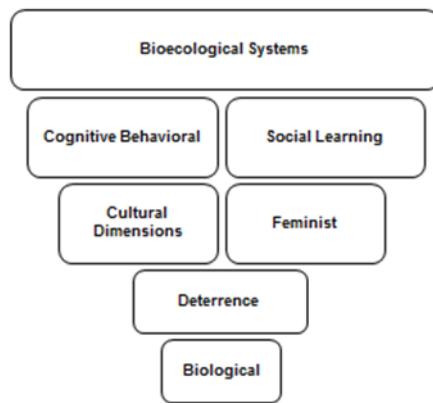 Bioecological Systems
Cognitive Behavioral
Social Learning
Cultural
Dimensions
Feminist
Deterrence
Biological